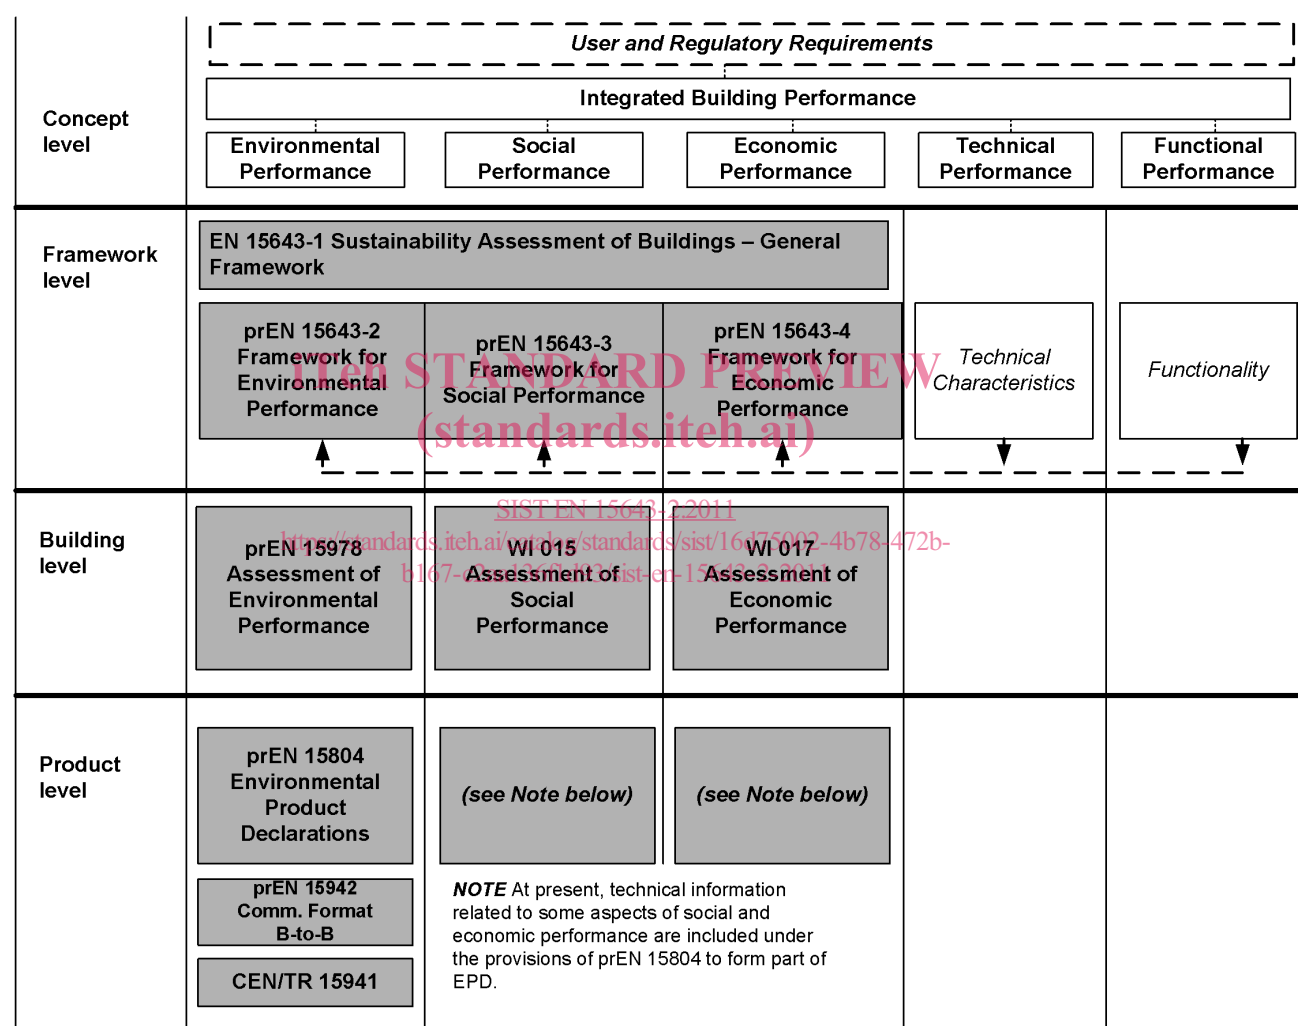 User and Regulatory Requirements
Integrated Building Performance
Concept
level
Environmental
Performance
Social
Performance
Economic
Performance
Technical
Performance
Functional
Performance
Framework
level
EN 15643-1 Sustainability Assessment of Buildings – General
Framework
prEN 15643-2
Framework for
Environmental
Performance
prEN 15643-3
Framework for
Social Performance
prEN 15643-4
Framework for
Economic
Performance
Technical
Characteristics
Functionality
iTeh STANDARD PREVIEW
(standards.iteh.ai)
SIST EN 15643-2:2011
Building
level
prEN 15978
Assessment of
Environmental
Performance
WI 015
Assessment of
Social
Performance
WI 017
Assessment of
Economic
Performance
Product
level
prEN 15804
Environmental
Product
Declarations
(see Note below)
(see Note below)
prEN 15942
Comm. Format
B-to-B
CEN/TR 15941
NOTE At present, technical information
related to some aspects of social and
economic performance are included under
the provisions of prEN 15804 to form part of
EPD.